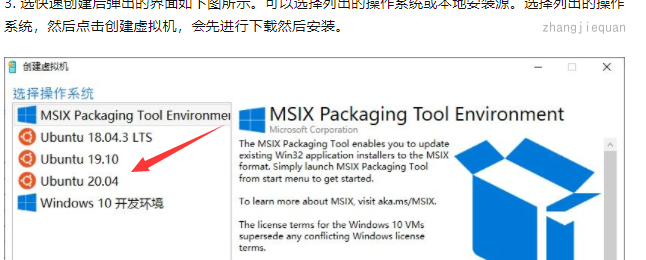 3. 选快速创建后弹出的界面如下图所示。可以选择列出的操作系统或本地安装源。选择列出的操作
系统，然后点击创建虚拟机，会先进行下载然后安装。
zhangjiequan
创建虚拟机
选择操作系统
MSIX Packaging Tool Environmen
Ubuntu 18.04.3 LTS
Ubuntu 19.10
Ubuntu 20.04
Windows 10 开发环境
MSIX Packaging Tool Environment
Microsoft Corporation
The MSIX Packaging Tool enables you to update
existing Win32 application installers to the MSIX
format. Simply launch MSIX Packaging Tool
from start menu to get started.
To learn more about MSIX, visit aka.ms/MSIX.
The license terms for the Windows 10 VMs
supersede any conflicting Windows license
terms.